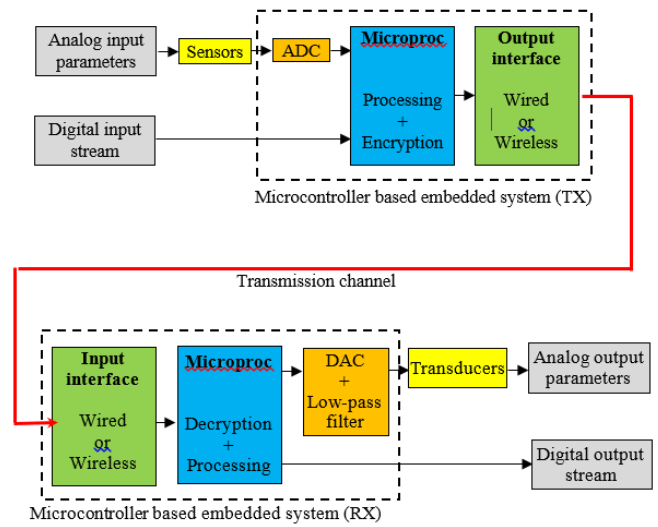 Analog input
parameters
Sensors
ADC
Microproc
Processing
+
Encryption
Output
interface
Wired
or
Wireless
Digital input
stream
Microcontroller based embedded system (TX)
Transmission channel
Input
interface
Wired
or
Wireless
Microproc
Decryption
+
Processing
DAC
+
Low-pass
filter
Transducers
Analog output
parameters
Digital output
stream
Microcontroller based embedded system (RX)